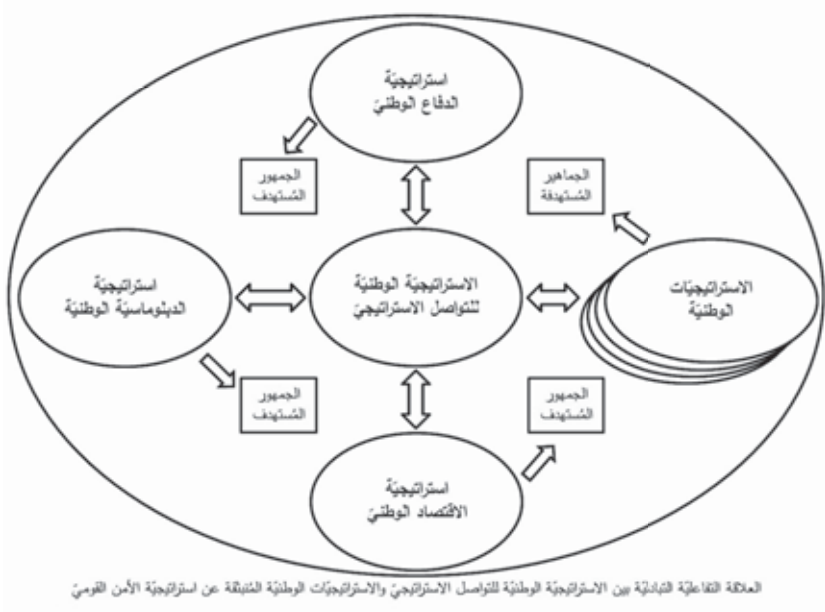 استراتيجيّة
الدفاع الوطنيّ
الجماهير
المُستهدفة
الجمهور
المُستهدف
الاستراتيجيّات
الوطنيّة
الاستراتيجيّة الوطنيّة
للتواصل الاستراتيجيّ
استراتيجيّة
الدبلوماسيّة الوطنيّة
الجمهور
المُستهدف
الجمهور
المُستهدف
استراتيجيّة
الاقتصاد الوطنيّ
العلاقة التفاعليّة التبادليّة بين الاستراتيجيّة الوطنيّة للتواصل الاستراتيجيّ والاستراتيجيّات الوطنيّة المُنبثقة عن استراتيجيّة الأمن القوميّ